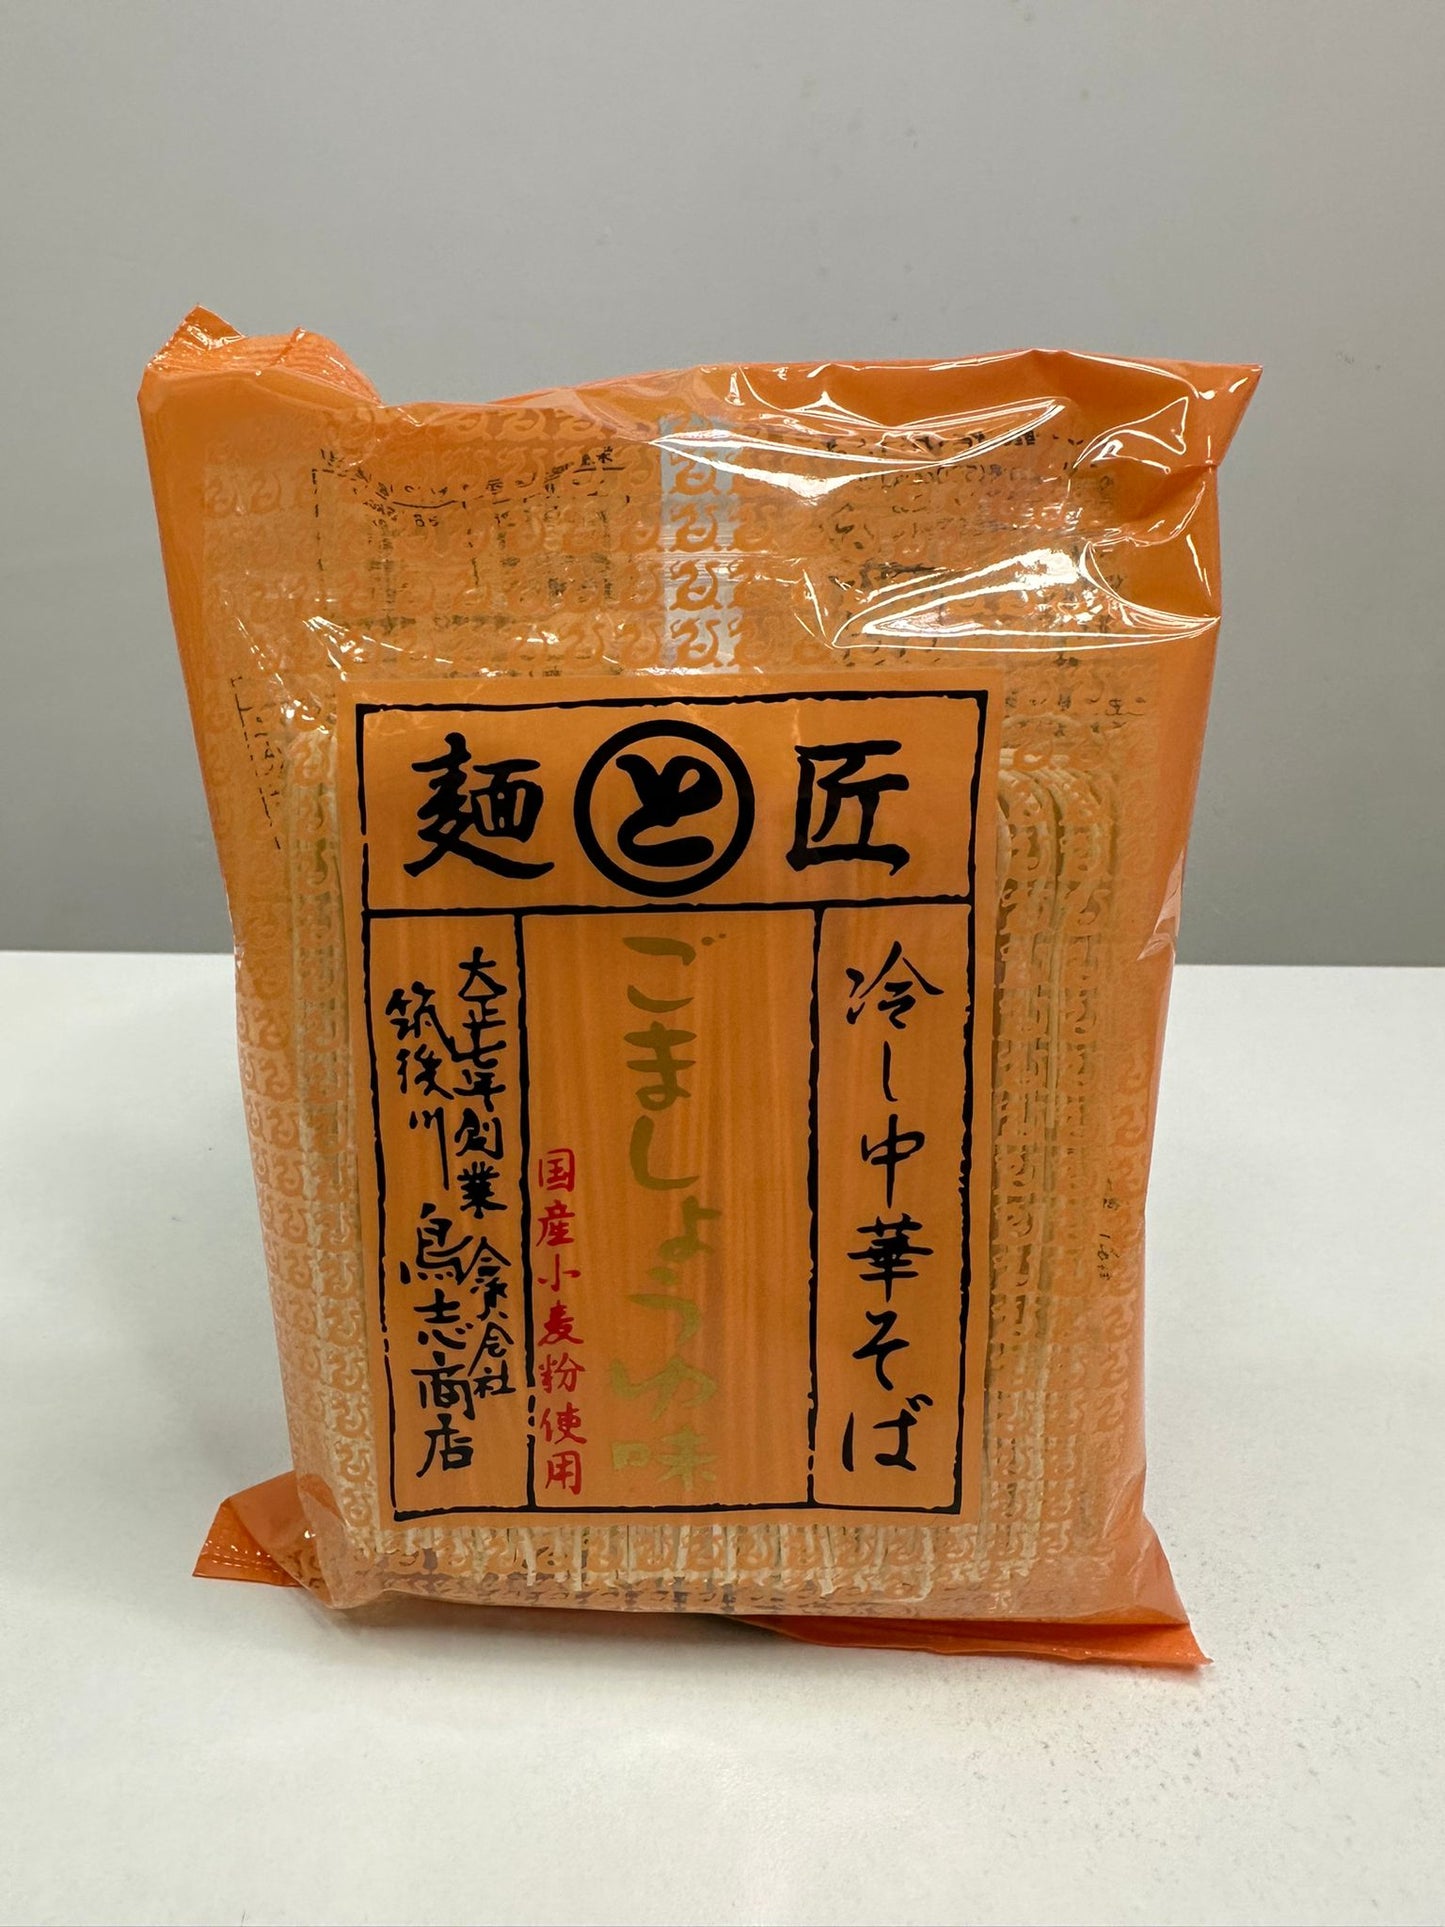 麺 と 匠
冷し中華そば
ごましょうゆ味
国産小麦粉使用
大正七年創業 合資会社
筑後川 鳥志商店